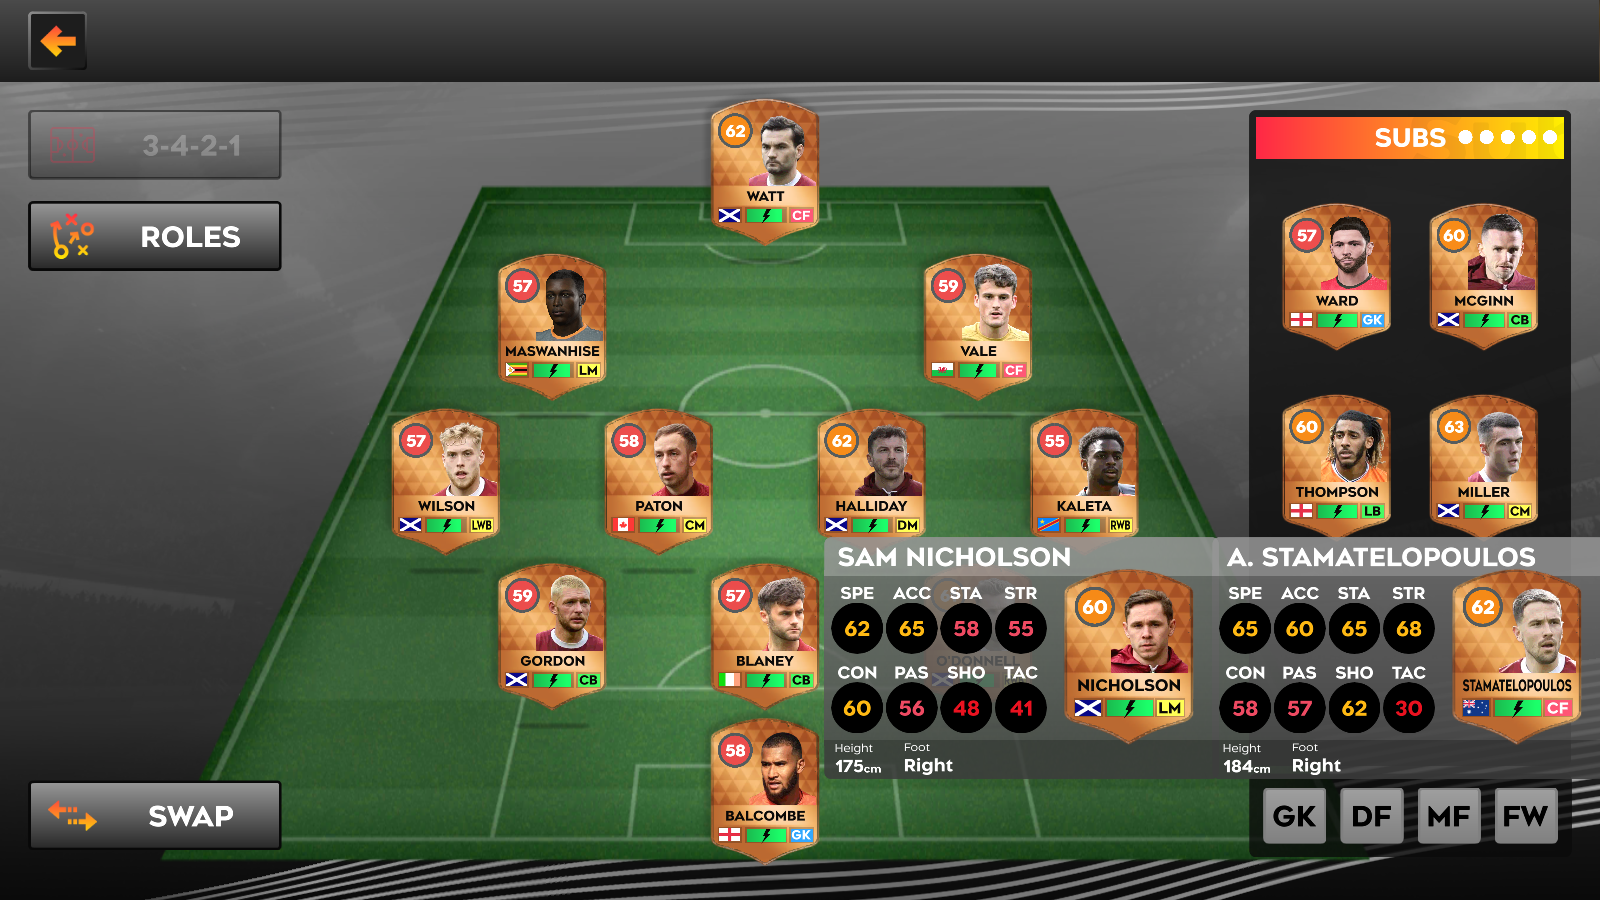 3-4-2-1
ROLES
62
WATT
CF
57
MASWANHISE
LM
59
VALE
CF
57
WILSON
LWB
58
PATON
CM
62
HALLIDAY
DM
55
KALETA
RWB
59
GORDON
CB
57
BLANEY
CB
O'DONNELL
58
BALCOMBE
GK
SWAP
SUBS
57
WARD
GK
60
MCGINN
CB
60
THOMPSON
LB
63
MILLER
CM
SAM NICHOLSON
SPE ACC STA STR
62 65 58 55
CON PAS SHO TAC
60 56 48 41
Height Foot
175cm Right
60
NICHOLSON
LM
A. STAMATELOPOULOS
SPE ACC STA STR
65 60 65 68
CON PAS SHO TAC
58 57 62 30
Height Foot
184cm Right
62
STAMATELOPOULOS
CF
GK DF MF FW